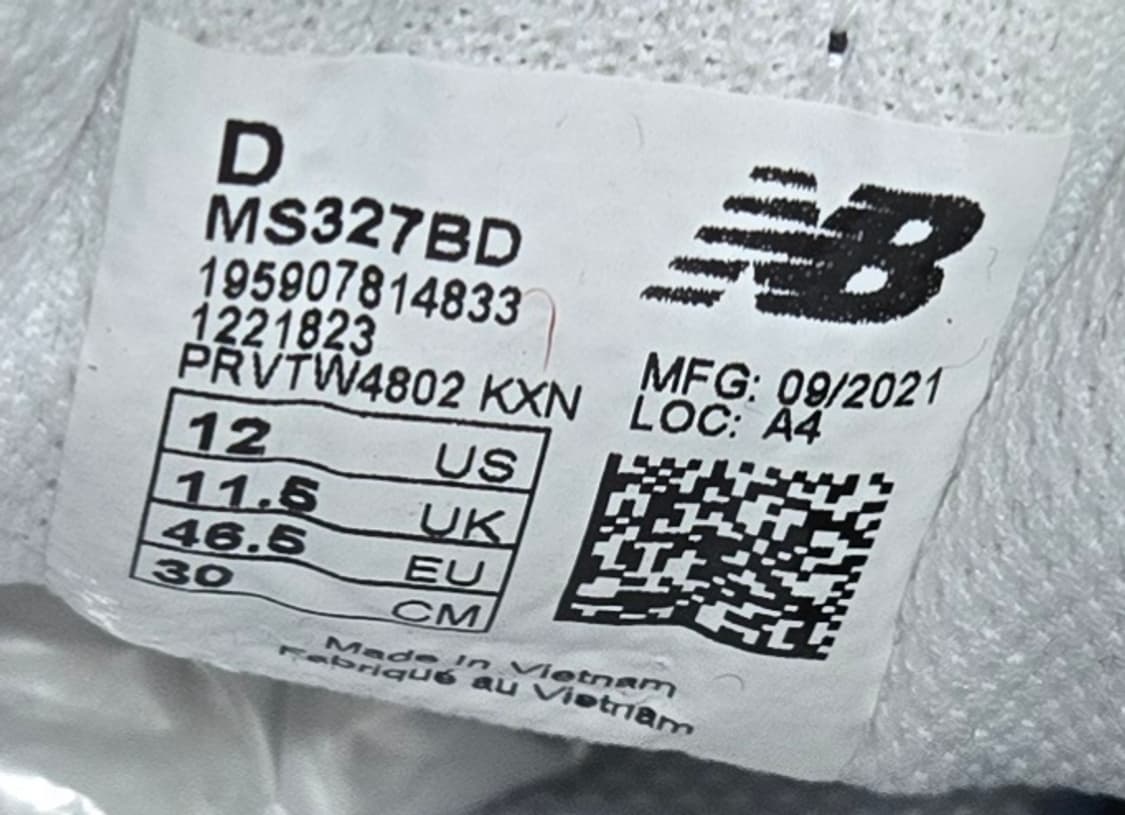 D
MS327BD
195907814833
1221823
PRVTW4802 KXN
12 US
11.5 UK
46.5 EU
30 CM
NB
MFG: 09/2021
LOC: A4
Made in Vietnam
Fabriqué au Vietnam